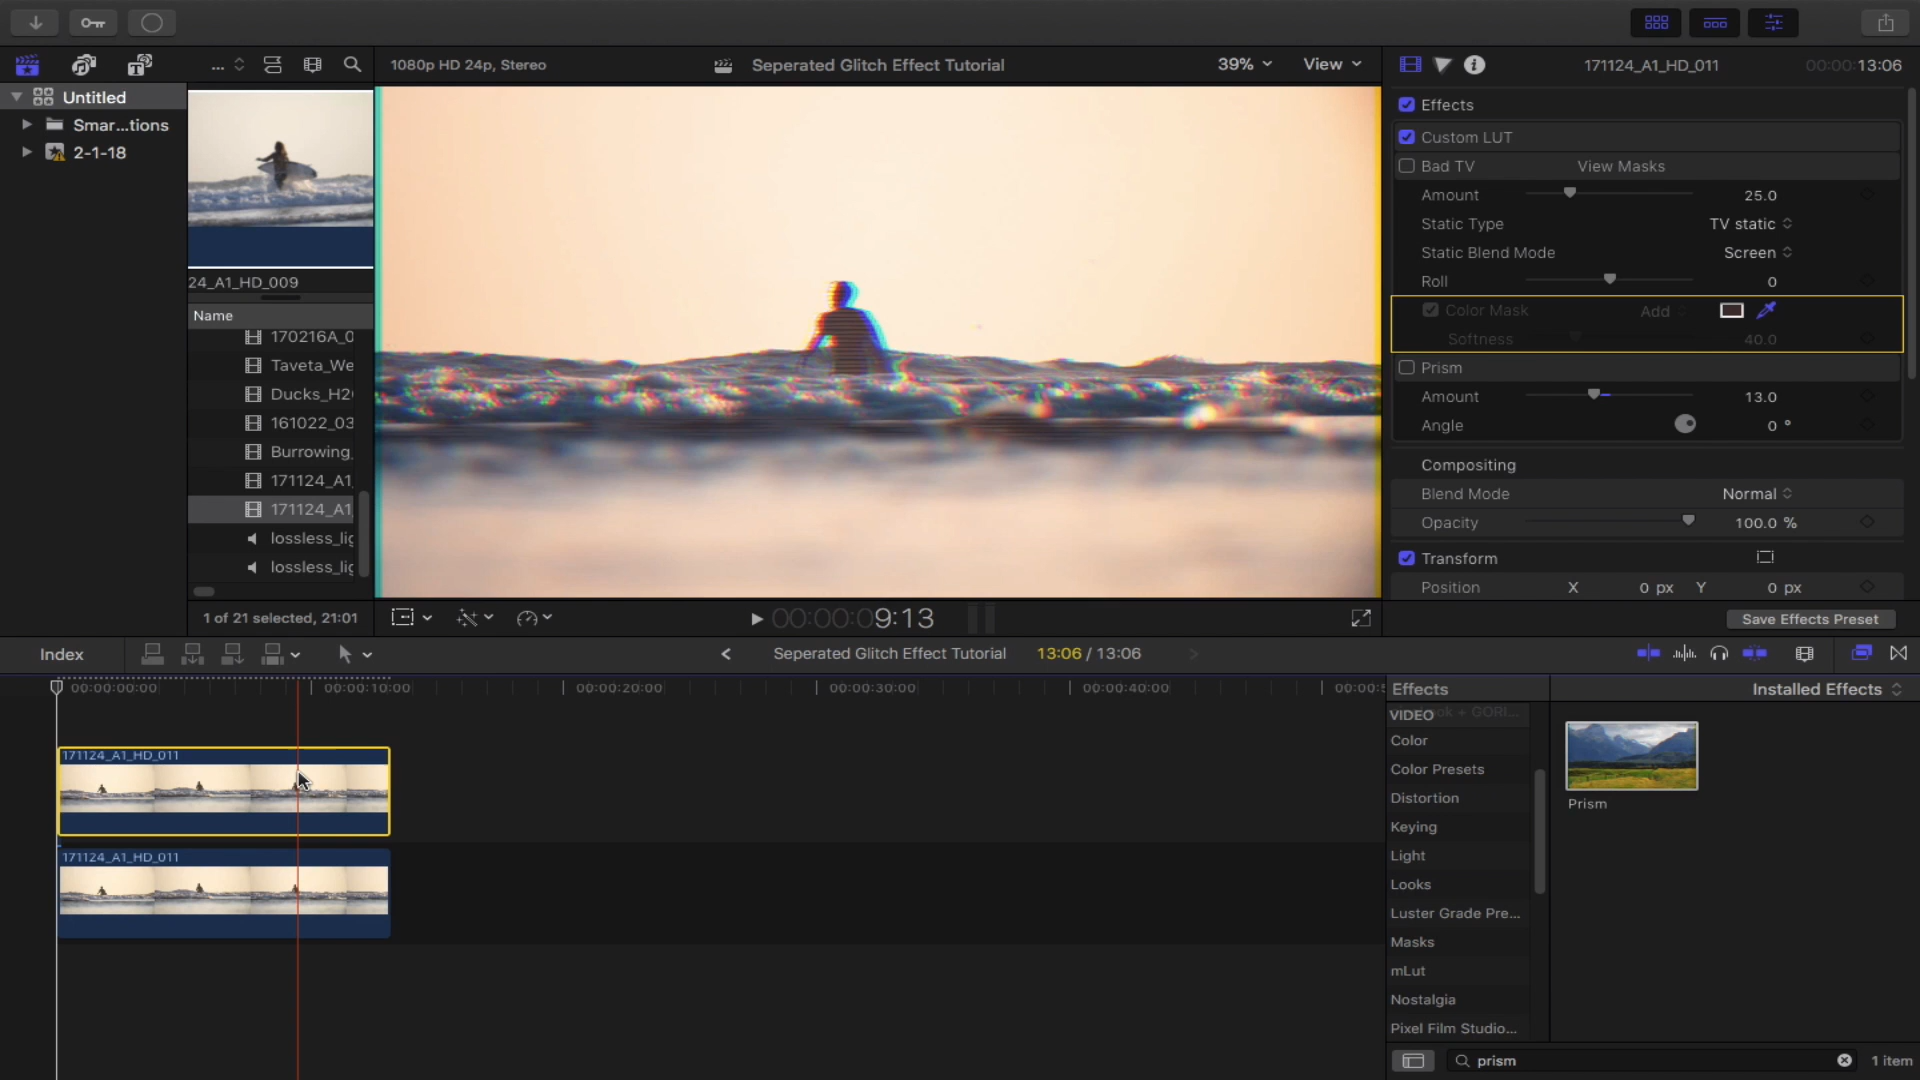 1080p HD 24p, Stereo
Seperated Glitch Effect Tutorial
39%
View
171124_A1_HD_011
00:00:13:06
Untitled
Smar...tions
2-1-18
24_A1_HD_009
Name
170216A_0
Taveta_We
Ducks_H2
161022_03
Burrowing_
171124_A1_
171124_A1_
lossless_lig
lossless_lig
1 of 21 selected, 21:01
00:00:09:13
Effects
Custom LUT
Bad TV
View Masks
Amount 25.0
Static Type TV static
Static Blend Mode Screen
Roll 0
Color Mask Add
Softness 40.0
Prism
Amount 13.0
Angle 0 °
Compositing
Blend Mode Normal
Opacity 100.0 %
Transform
Position X 0 px Y 0 px
Save Effects Preset
Index
Seperated Glitch Effect Tutorial
13:06 / 13:06
00:00:00:00
00:00:10:00
00:00:20:00
00:00:30:00
00:00:40:00
00:00:5
171124_A1_HD_011
171124_A1_HD_011
Effects
Installed Effects
VIDEO
Color
Color Presets
Distortion
Keying
Light
Looks
Luster Grade Pre...
Masks
mLut
Nostalgia
Pixel Film Studio...
Prism
prism
1 item